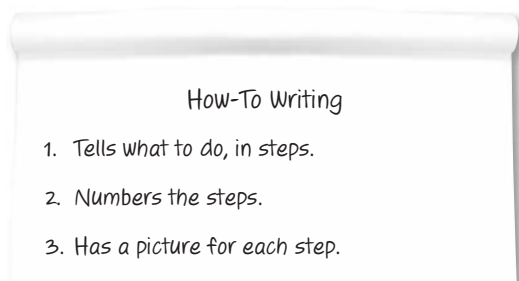 How-To Writing
1. Tells what to do, in steps.
2. Numbers the steps.
3. Has a picture for each step.